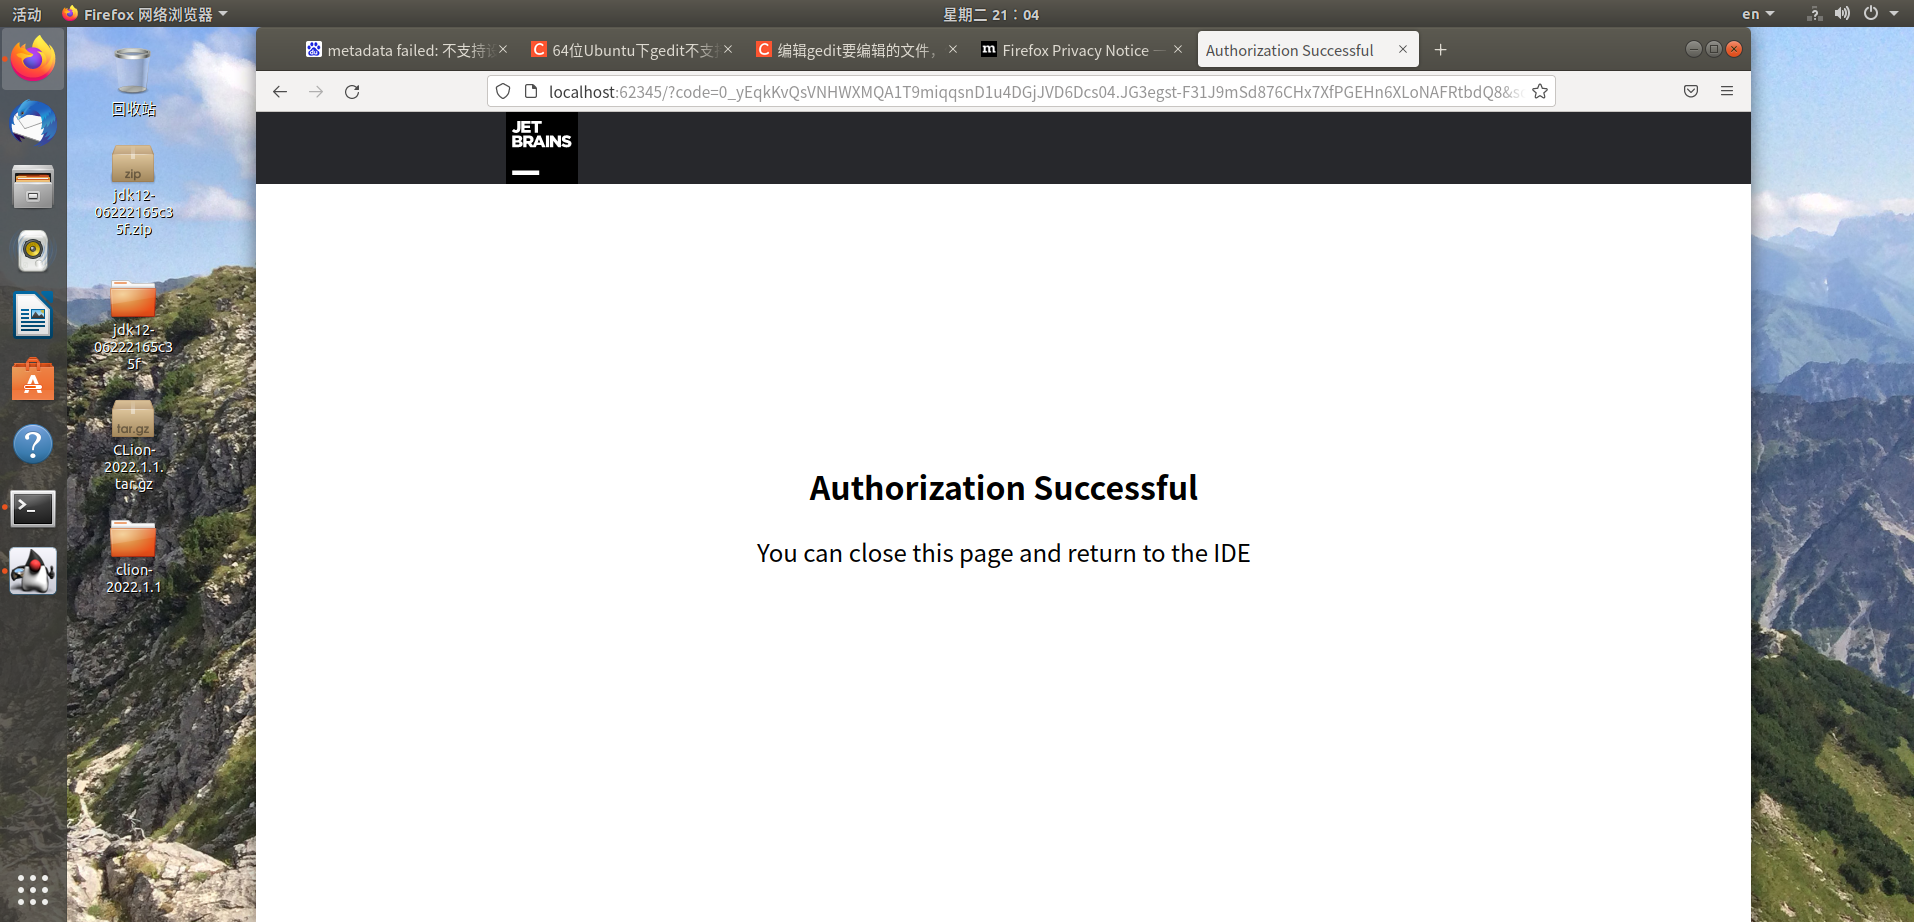 活动
Firefox 网络浏览器
星期二 21：04
en
metadata failed: 不支持
64位Ubuntu下gedit不支
编辑gedit要编辑的文件，
Firefox Privacy Notice —
Authorization Successful
localhost:62345/?code=0_yEqkKvQsVNHWXMQA1T9miqqsnD1u4DGjJVD6Dcs04.JG3egst-F31J9mSd876CHx7XfPGEHn6XLoNAFRtbdQ8&s
JET
BRAINS
回收站
zip
jdk12-
06222165c3
5f.zip
jdk12-
06222165c3
5f
tar.gz
CLion-
2022.1.1.
tar.gz
clion-
2022.1.1
Authorization Successful
You can close this page and return to the IDE